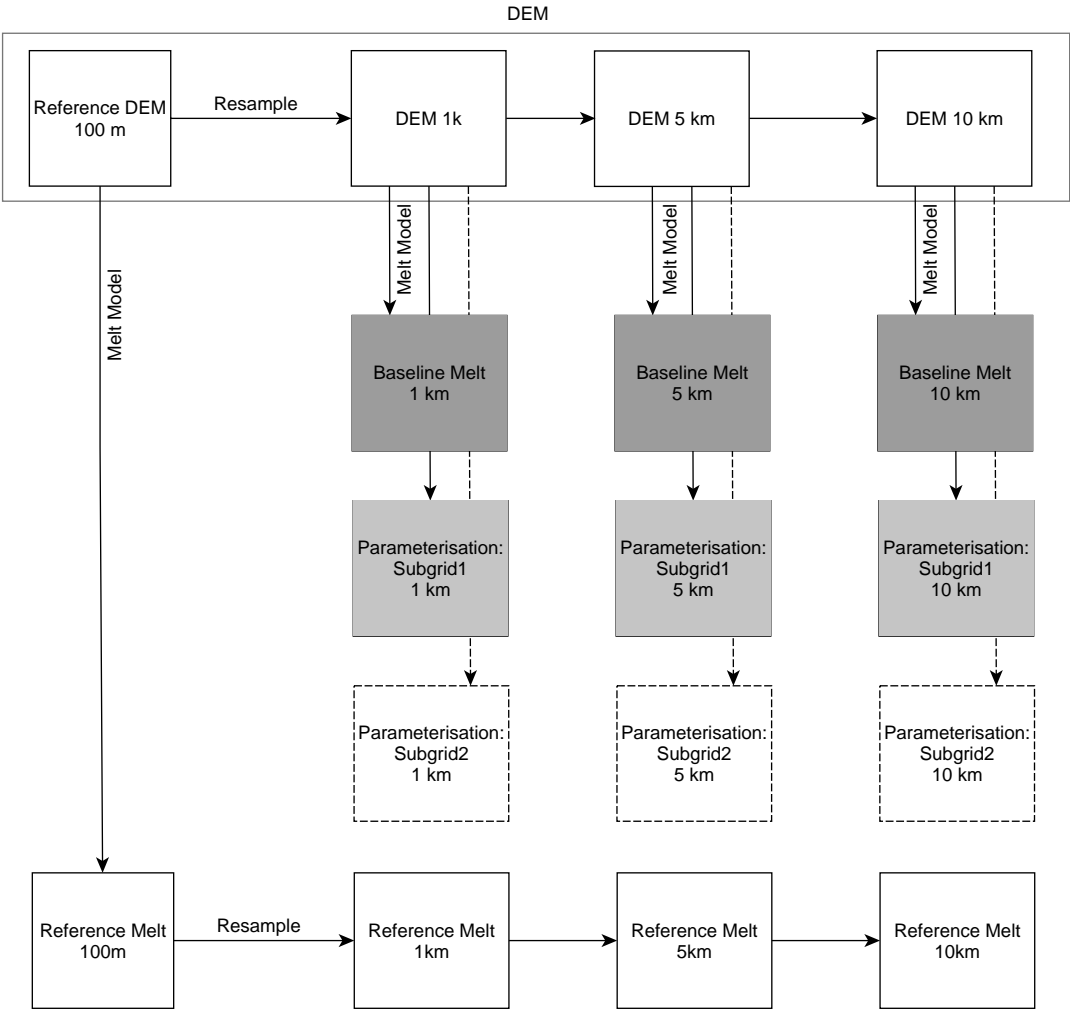 DEM
Reference DEM
100 m
Resample
DEM 1k
DEM 5 km
DEM 10 km
Melt Model
Melt Model
Melt Model
Melt Model
Baseline Melt
1 km
Baseline Melt
5 km
Baseline Melt
10 km
Parameterisation:
Subgrid1
1 km
Parameterisation:
Subgrid1
5 km
Parameterisation:
Subgrid1
10 km
Parameterisation:
Subgrid2
1 km
Parameterisation:
Subgrid2
5 km
Parameterisation:
Subgrid2
10 km
Reference Melt
100m
Resample
Reference Melt
1km
Reference Melt
5km
Reference Melt
10km